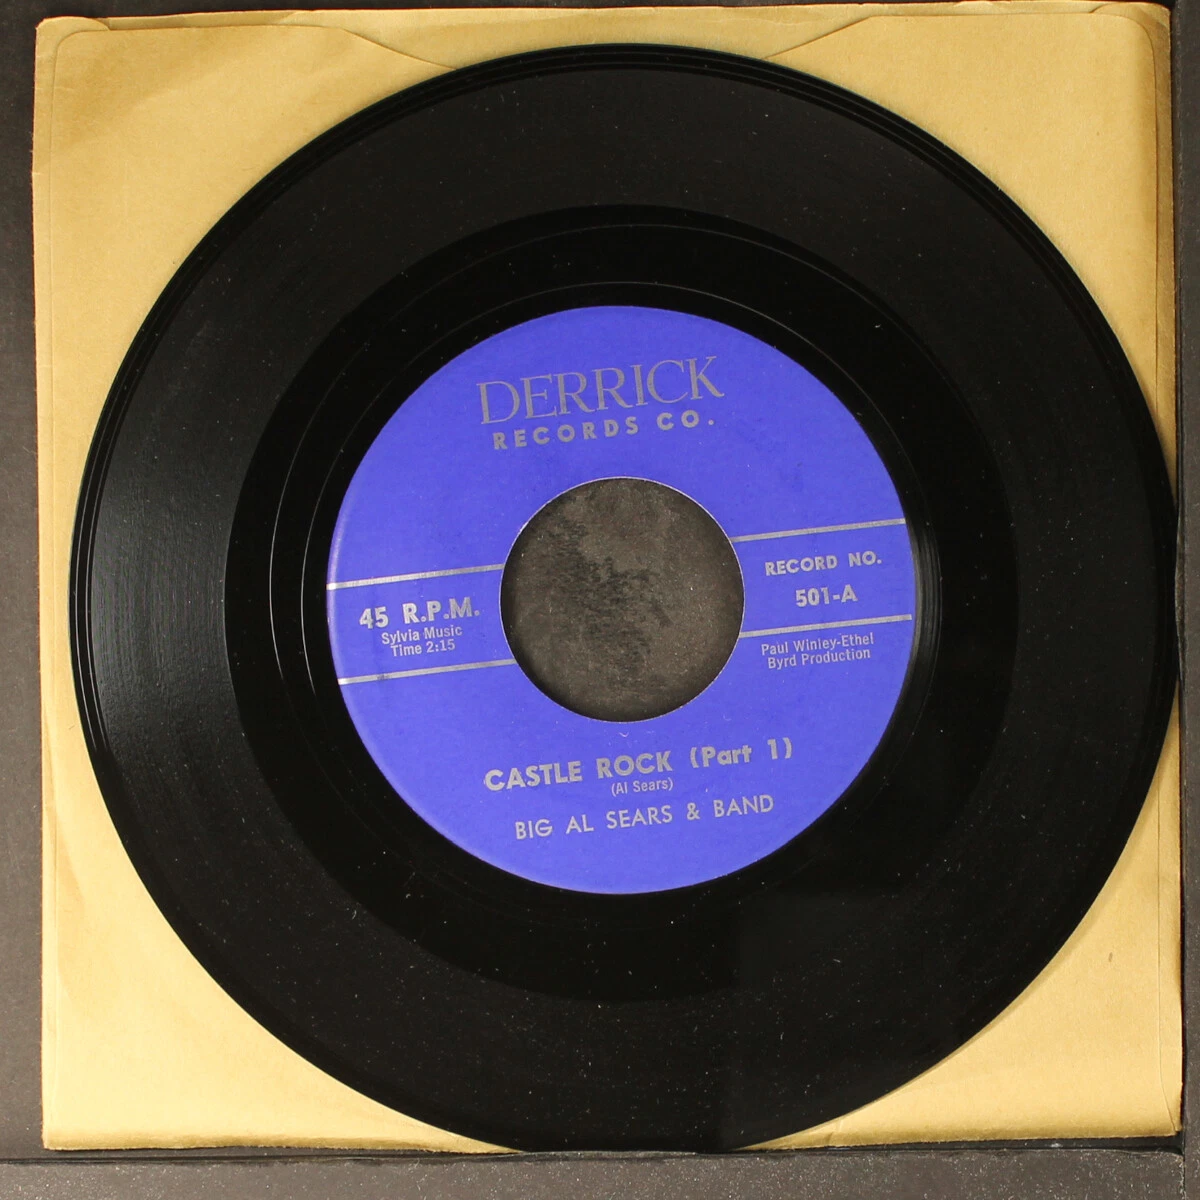 DERRICK
RECORDS CO.
45 R.P.M.
Sylvia Music
Time 2:15
RECORD NO.
501-A
Paul Winley-Ethel
Byrd Production
CASTLE ROCK (Part 1)
(Al Sears)
BIG AL SEARS & BAND